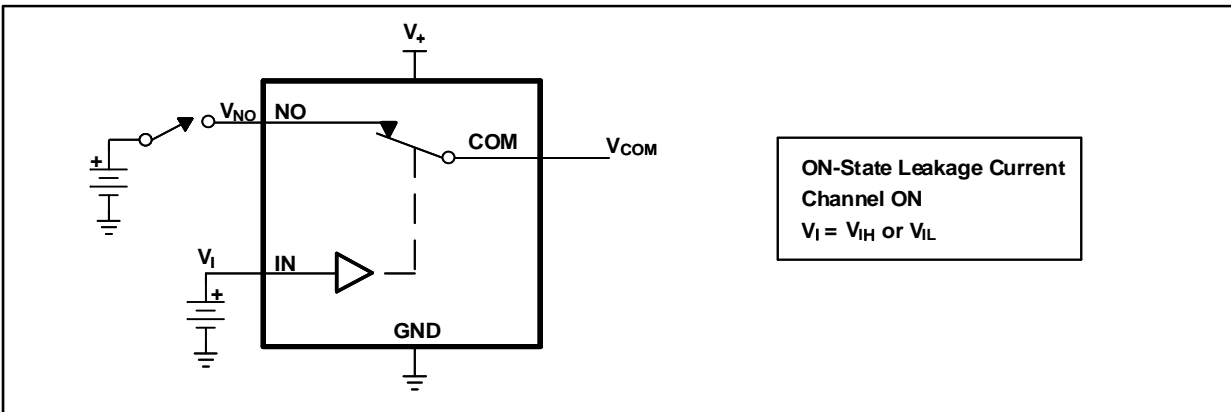 V+
+
VNO
NO
COM
VCOM
+
VI
IN
GND
ON-State Leakage Current
Channel ON
VI = VIH or VIL